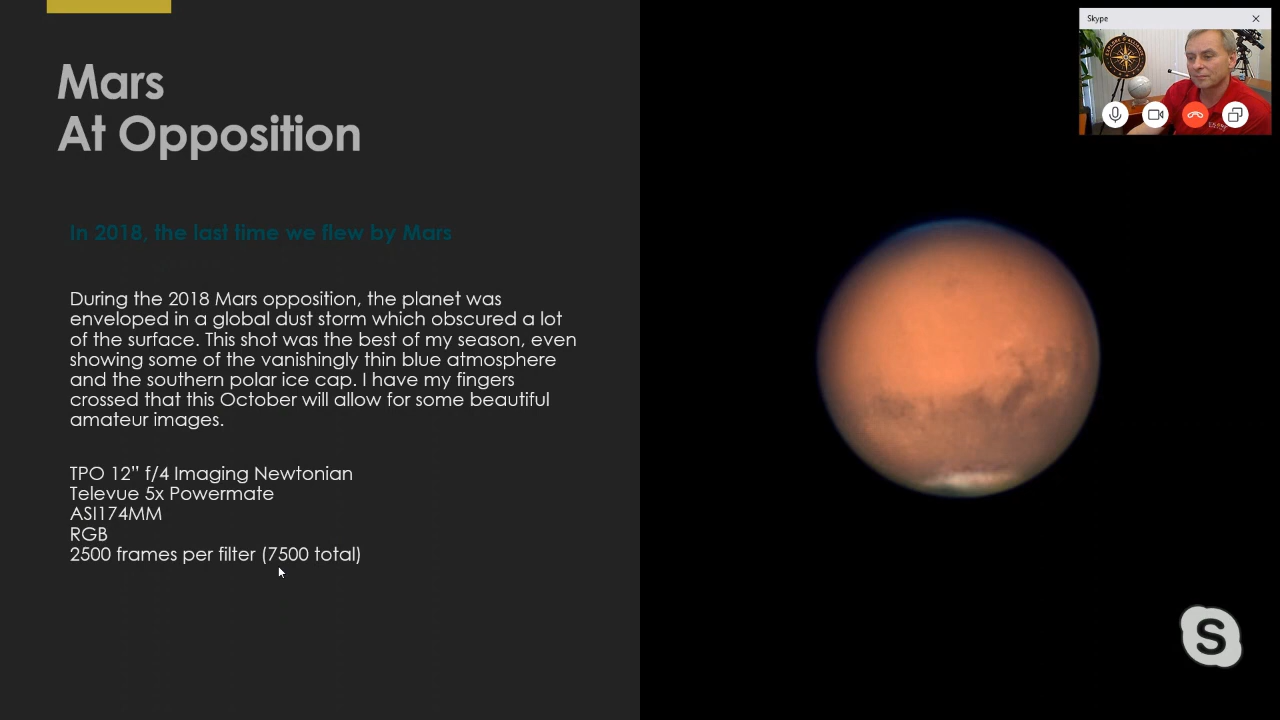 Mars
At Opposition
Skype
In 2018, the last time we flew by Mars
During the 2018 Mars opposition, the planet was
enveloped in a global dust storm which obscured a lot
of the surface. This shot was the best of my season, even
showing some of the vanishingly thin blue atmosphere
and the southern polar ice cap. I have my fingers
crossed that this October will allow for some beautiful
amateur images.
TPO 12” f/4 Imaging Newtonian
Televue 5x Powermate
ASI174MM
RGB
2500 frames per filter (7500 total)
S